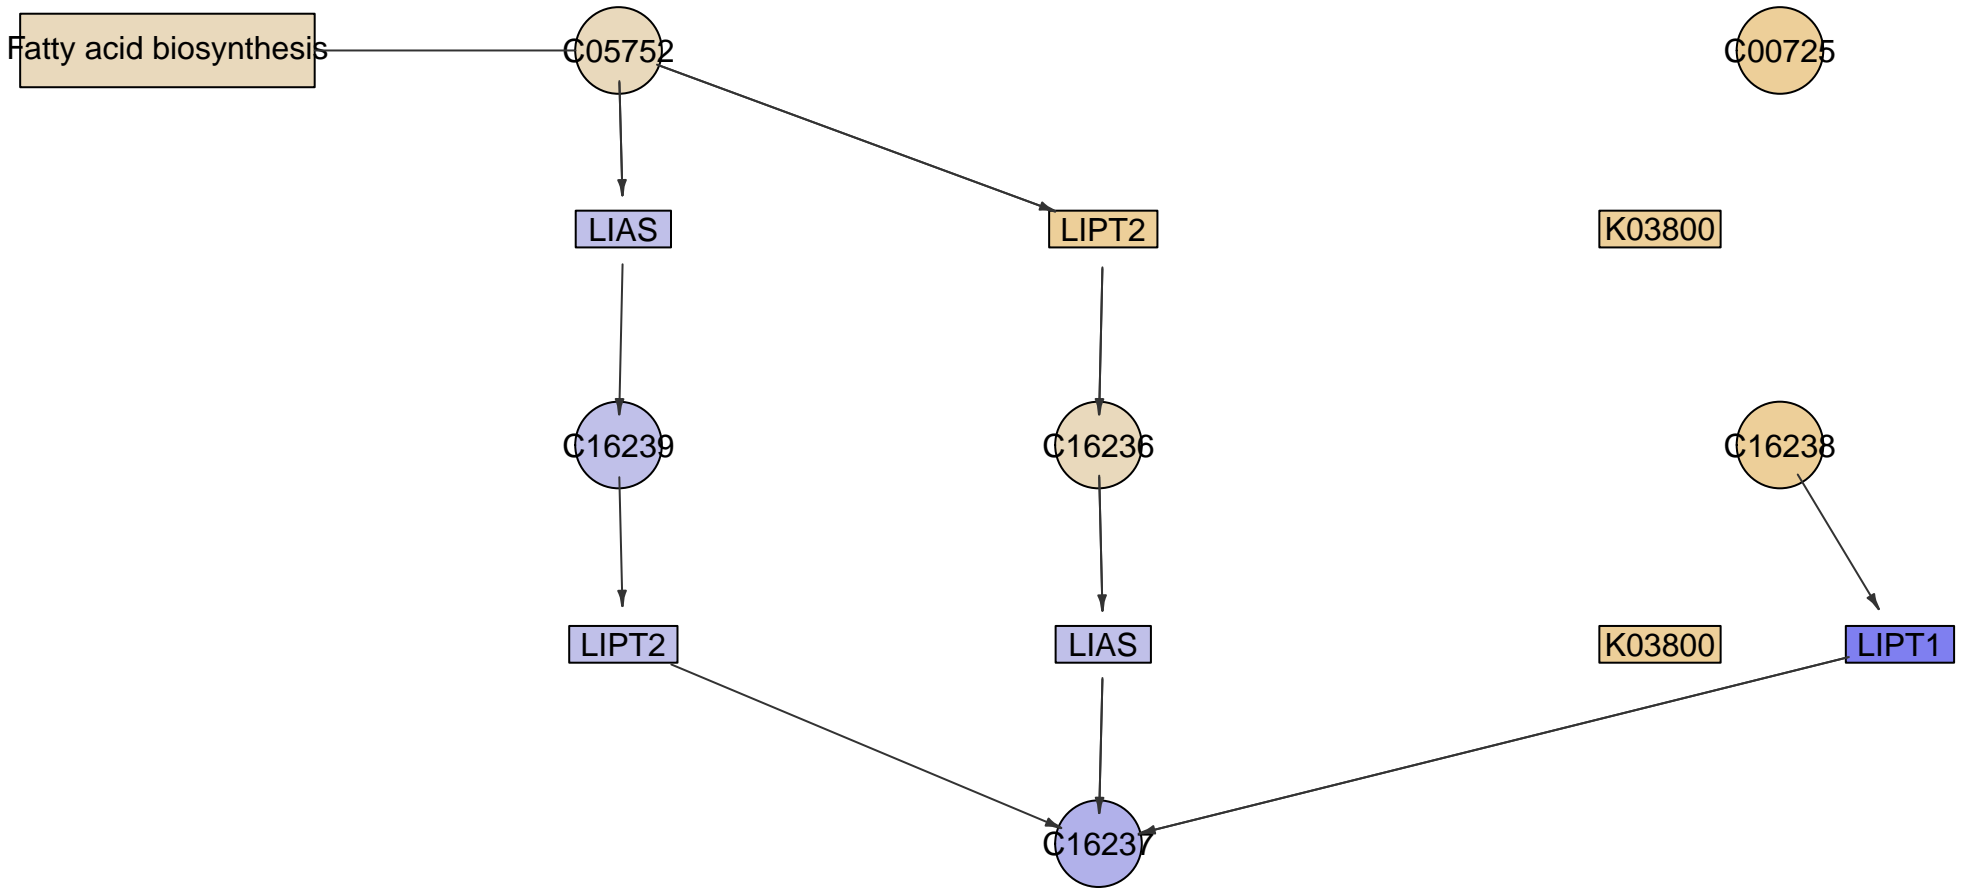 Fatty acid biosynthesis
C05752
C00725
LIAS
LIPT2
K03800
C16239
C16236
C16238
LIPT2
LIAS
K03800
LIPT1
C16237